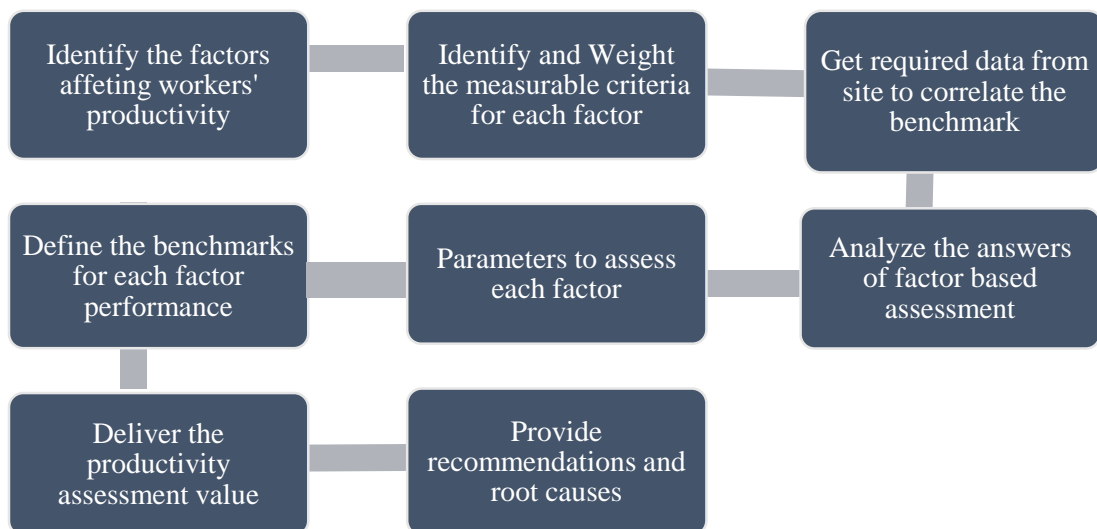 Identify the factors
affeting workers'
productivity
Identify and Weight
the measurable criteria
for each factor
Get required data from
site to correlate the
benchmark
Analyze the answers
of factor based
assessment
Parameters to assess
each factor
Define the benchmarks
for each factor
performance
Deliver the
productivity
assessment value
Provide
recommendations and
root causes